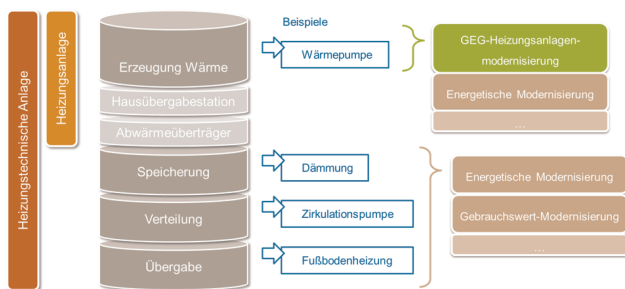 Beispiele
Heizungstechnische Anlage
Heizungsanlage
Erzeugung Wärme
Hausübergabestation
Abwärmeüberträger
Speicherung
Verteilung
Übergabe
Wärmepumpe
Dämmung
Zirkulationspumpe
Fußbodenheizung
GEG-Heizungsanlagen-
modernisierung
Energetische Modernisierung
...
Energetische Modernisierung
Gebrauchswert-Modernisierung
...